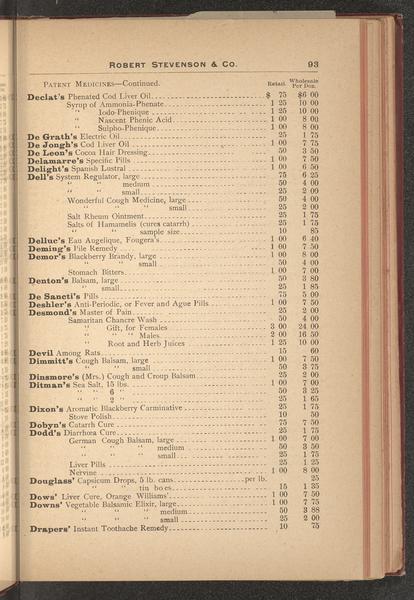 ROBERT STEVENSON & CO. 93
PATENT MEDICINES—Continued. Retail. Wholesale Per Doz.
Declat's Phenated Cod Liver Oil $ 75 $6 00
Syrup of Ammonia-Phenate 1 25 10 00
" Iodo-Phenique 1 25 10 00
" Nascent Phenic Acid 1 00 8 00
" Sulpho-Phenique 1 00 8 00
De Grath's Electric Oil 25 1 75
De Jongh's Cod Liver Oil 1 00 7 75
De Leon's Cocoa Hair Dressing 50 3 50
Delamarre's Specific Pills 1 00 7 50
Delight's Spanish Lustral 1 00 6 50
Dell's System Regulator, large 75 6 25
" " medium 50 4 00
" " small 25 2 00
Wonderful Cough Medicine, large 50 4 00
" " " small 25 2 00
Salt Rheum Ointment 25 1 75
Salts of Hamamelis (cures catarrh) 25 1 75
" " sample size 10 85
Delluc's Eau Angelique, Fougera's 1 00 6 40
Deming's Pile Remedy 1 00 7 50
Demor's Blackberry Brandy, large 1 00 8 00
" " small 50 4 00
Stomach Bitters 1 00 7 00
Denton's Balsam, large 50 3 80
" small 25 1 85
De Sancti's Pills 75 5 00
Deshler's Anti-Periodic, or Fever and Ague Pills 1 00 7 50
Desmond's Master of Pain 25 2 00
Samaritan Chancre Wash 50 4 00
" Gift, for Females 3 00 24 00
" " " Males 2 00 16 50
" Root and Herb Juices 1 25 10 00
Devil Among Rats 15 60
Dimmitt's Cough Balsam, large 1 00 7 50
" " small 50 3 75
Dinsmore's (Mrs.) Cough and Croup Balsam 25 2 00
Ditman's Sea Salt, 15 lbs. 1 00 7 00
" " 6 " 50 3 25
" " 2 " 25 1 65
Dixon's Aromatic Blackberry Carminative 25 1 75
Stove Polish 10 50
Dobyn's Catarrh Cure 75 7 50
Dodd's Diarrhœa Cure 25 1 75
German Cough Balsam, large 1 00 7 00
" " medium 50 3 50
" " small 25 1 75
Liver Pills 25 1 25
Nervine 1 00 8 00
Douglass' Capsicum Drops, 5 lb. cans per lb. 25
" " tin boxes 15 1 35
Dows' Liver Cure, Orange Williams' 1 00 7 50
Downs' Vegetable Balsamic Elixir, large 1 00 7 75
" " medium 50 3 88
" " small 25 2 00
Drapers' Instant Toothache Remedy 10 75